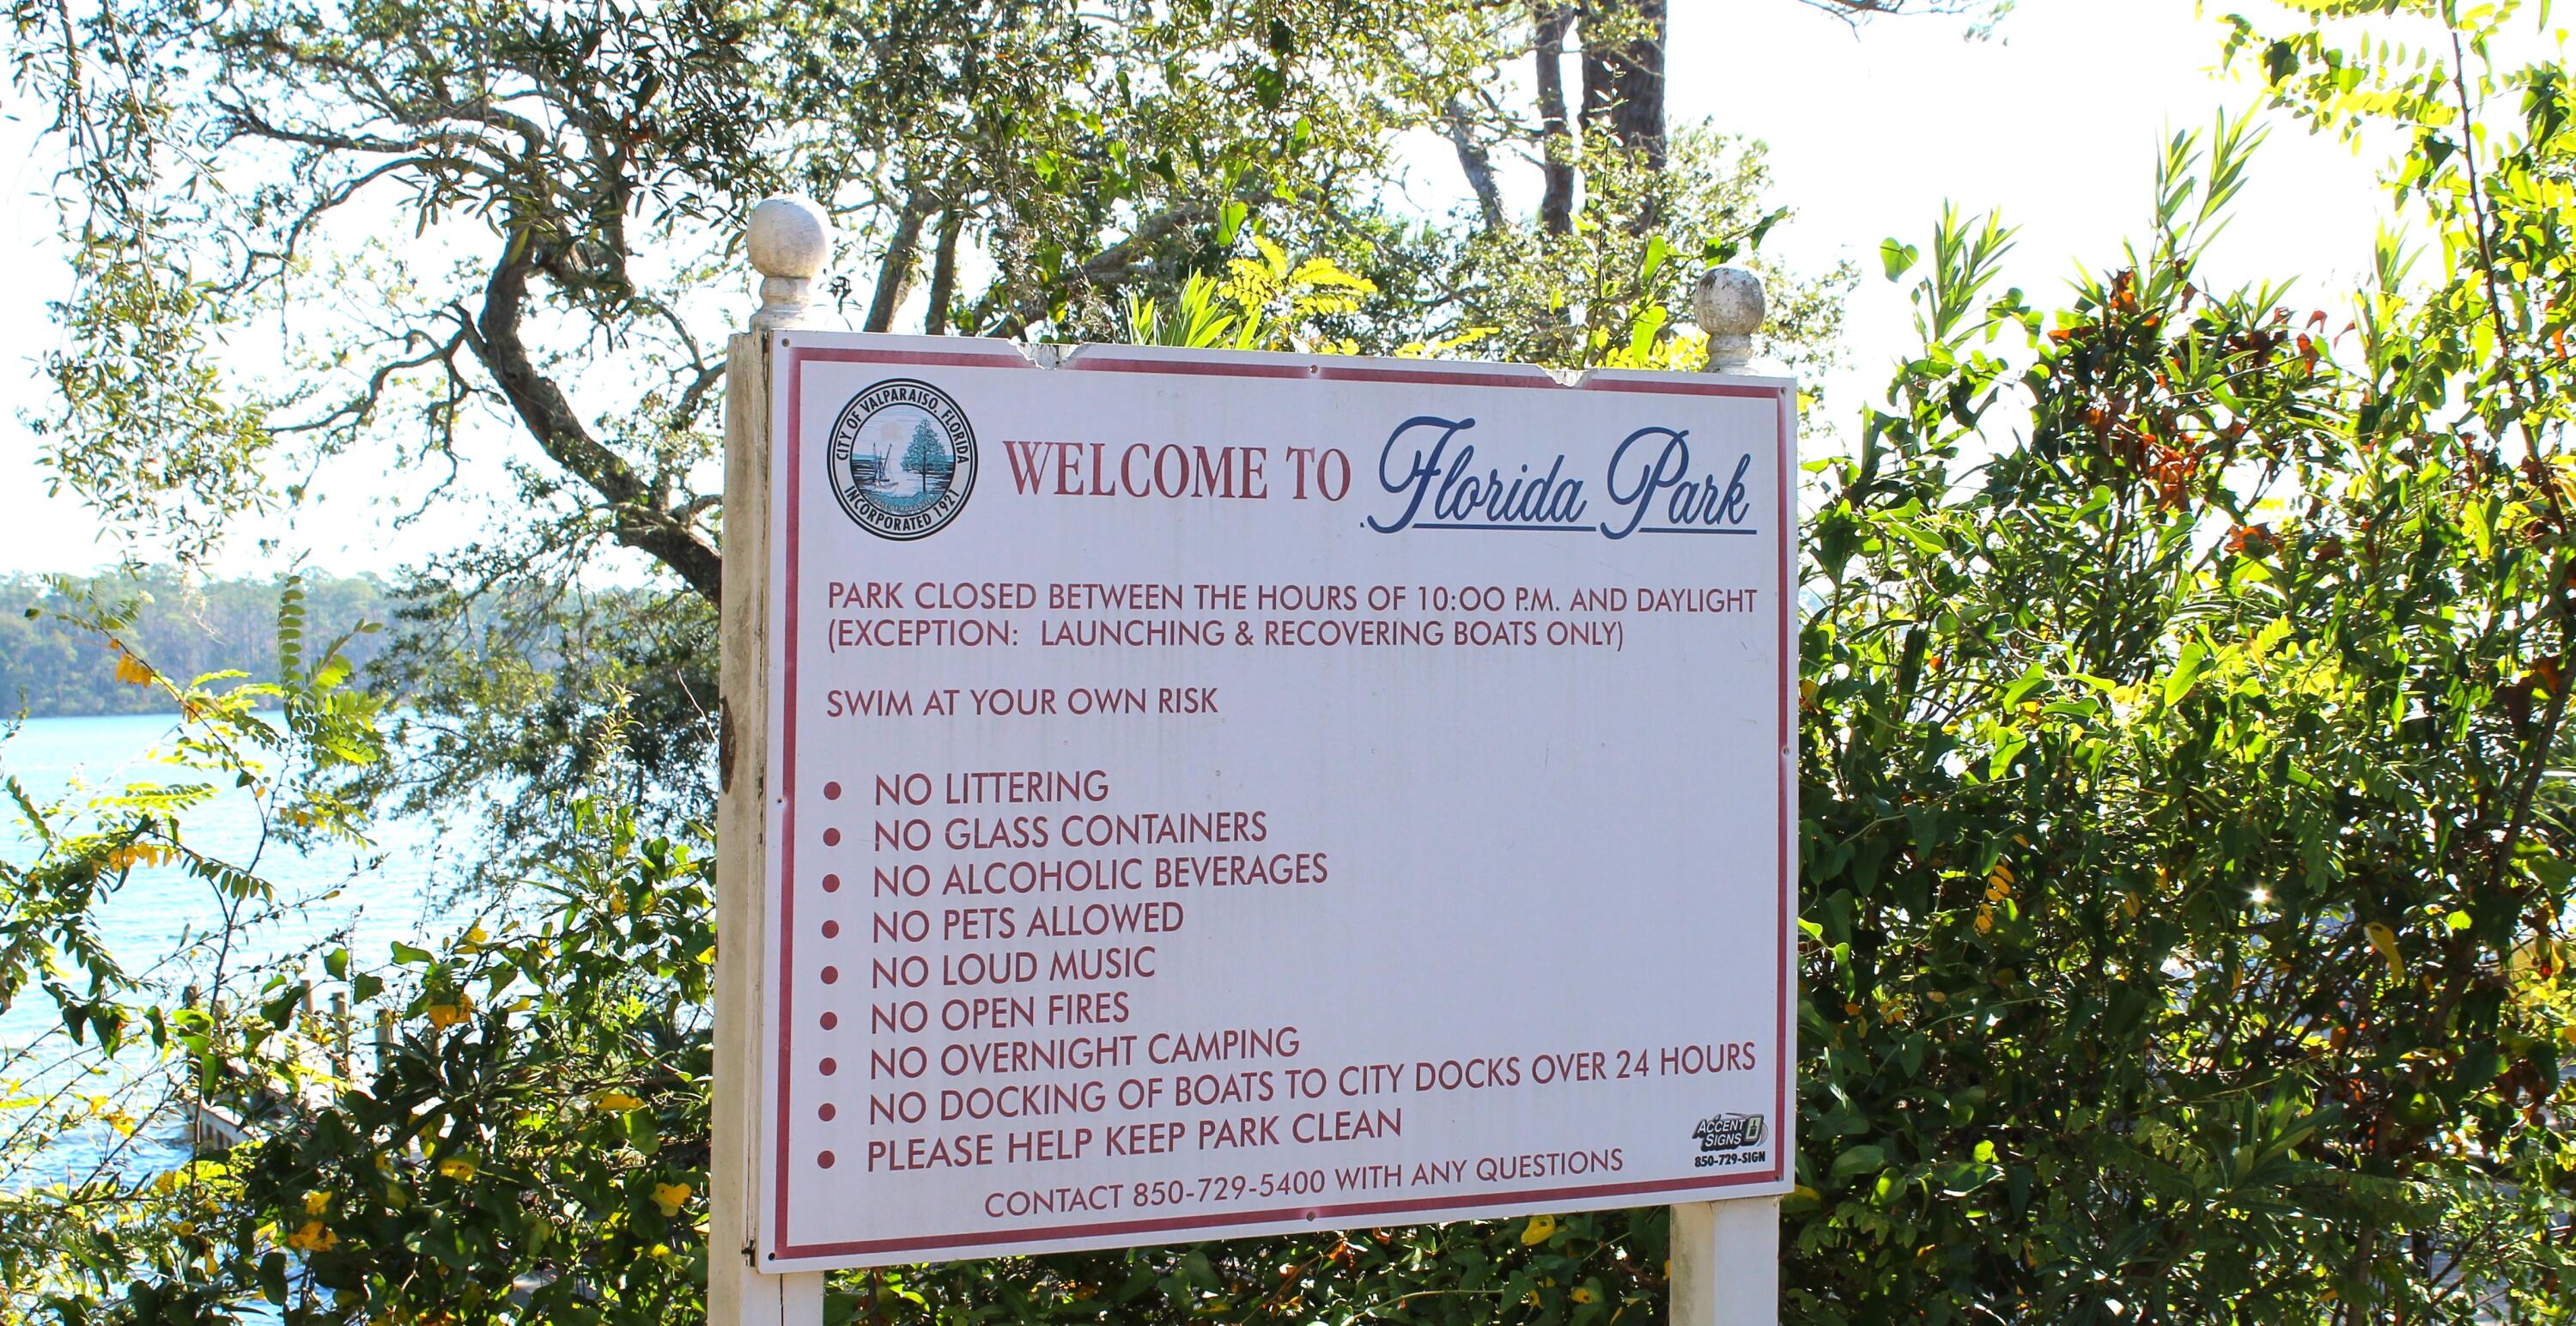 CITY OF VALPARAISO, FLORIDA
INCORPORATED 1921
WELCOME TO Florida Park
PARK CLOSED BETWEEN THE HOURS OF 10:00 P.M. AND DAYLIGHT
(EXCEPTION: LAUNCHING & RECOVERING BOATS ONLY)
SWIM AT YOUR OWN RISK
• NO LITTERING
• NO GLASS CONTAINERS
• NO ALCOHOLIC BEVERAGES
• NO PETS ALLOWED
• NO LOUD MUSIC
• NO OPEN FIRES
• NO OVERNIGHT CAMPING
• NO DOCKING OF BOATS TO CITY DOCKS OVER 24 HOURS
• PLEASE HELP KEEP PARK CLEAN
CONTACT 850-729-5400 WITH ANY QUESTIONS
ACCENT
SIGNS
850-729-SIGN